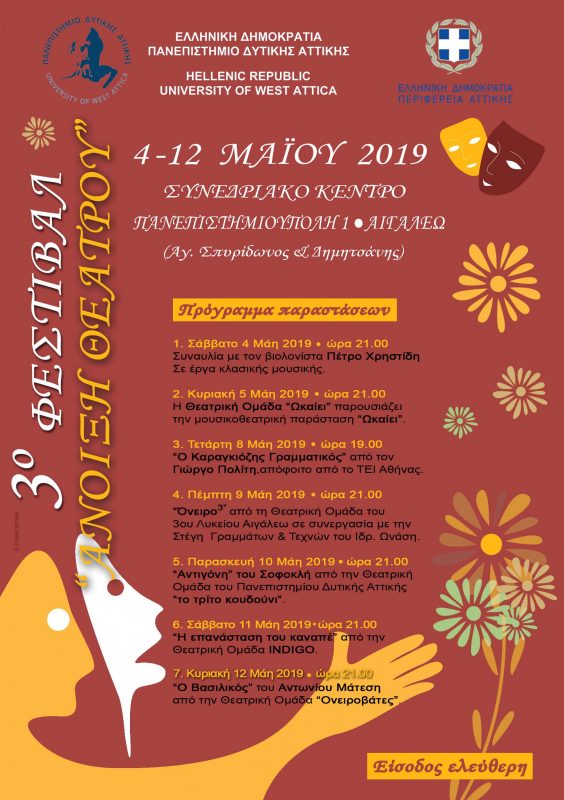 ΠΑΝΕΠΙΣΤΗΜΙΟ ΔΥΤΙΚΗΣ ΑΤΤΙΚΗΣ
UNIVERSITY OF WEST ATTICA
ΕΛΛΗΝΙΚΗ ΔΗΜΟΚΡΑΤΙΑ
ΠΑΝΕΠΙΣΤΗΜΙΟ ΔΥΤΙΚΗΣ ΑΤΤΙΚΗΣ
HELLENIC REPUBLIC
UNIVERSITY OF WEST ATTICA
ΕΛΛΗΝΙΚΗ ΔΗΜΟΚΡΑΤΙΑ
ΠΕΡΙΦΕΡΕΙΑ ΑΤΤΙΚΗΣ
3ο ΦΕΣΤΙΒΑΛ
“ΑΝΟΙΞΗ ΘΕΑΤΡΟΥ”
4-12 ΜΑΪΟΥ 2019
ΣΥΝΕΔΡΙΑΚΟ ΚΕΝΤΡΟ
ΠΑΝΕΠΙΣΤΗΜΙΟΥΠΟΛΗ 1 ● ΑΙΓΑΛΕΩ
(Αγ. Σπυρίδωνος & Δημητσάνης)
Πρόγραμμα παραστάσεων
1. Σάββατο 4 Μάη 2019 • ώρα 21.00
Συναυλία με τον βιολονίστα Πέτρο Χρηστίδη
Σε έργα κλασικής μουσικής.
2. Κυριακή 5 Μάη 2019 • ώρα 21.00
Η Θεατρική Ομάδα “Ωκαίει” παρουσιάζει
την μουσικοθεατρική παράσταση “Ωκαίει”.
3. Τετάρτη 8 Μάη 2019 • ώρα 19.00
“Ο Καραγκιόζης Γραμματικός” από τον
Γιώργο Πολίτη,απόφοιτο από το ΤΕΙ Αθήνας.
4. Πέμπτη 9 Μάη 2019 • ώρα 21.00
“Όνειρο³” από τη Θεατρική Ομάδα του
3ου Λυκείου Αιγάλεω σε συνεργασία με την
Στέγη Γραμμάτων & Τεχνών του Ιδρ. Ωνάση.
5. Παρασκευή 10 Μάη 2019 • ώρα 21.00
“Αντιγόνη” του Σοφοκλή από την Θεατρική
Ομάδα του Πανεπιστημίου Δυτικής Αττικής
“το τρίτο κουδούνι”.
6. Σάββατο 11 Μάη 2019 • ώρα 21.00
“Η επανάσταση του καναπέ” από την
Θεατρική Ομάδα INDIGO.
7. Κυριακή 12 Μάη 2019 • ώρα 21.00
“Ο Βασιλικός” του Αντωνίου Μάτεση
από την Θεατρική Ομάδα “Ονειροβάτες”.
Είσοδος ελεύθερη